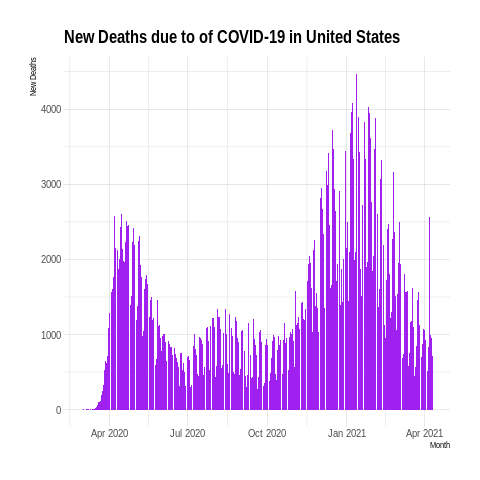 New Deaths due to of COVID-19 in United States
New Deaths
4000
3000
2000
1000
0
Apr 2020 Jul 2020 Oct 2020 Jan 2021 Apr 2021
Month